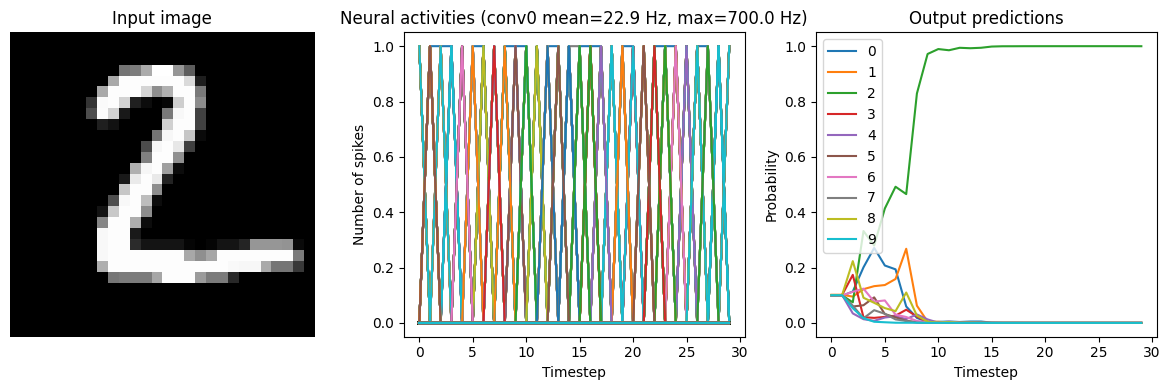 Input image
2
Neural activities (conv0 mean=22.9 Hz, max=700.0 Hz)
Number of spikes
1.0
0.8
0.6
0.4
0.2
0.0
0 5 10 15 20 25 30
Timestep
Output predictions
Probability
1.0
0.8
0.6
0.4
0.2
0.0
0
1
2
3
4
5
6
7
8
9
0 5 10 15 20 25 30
Timestep